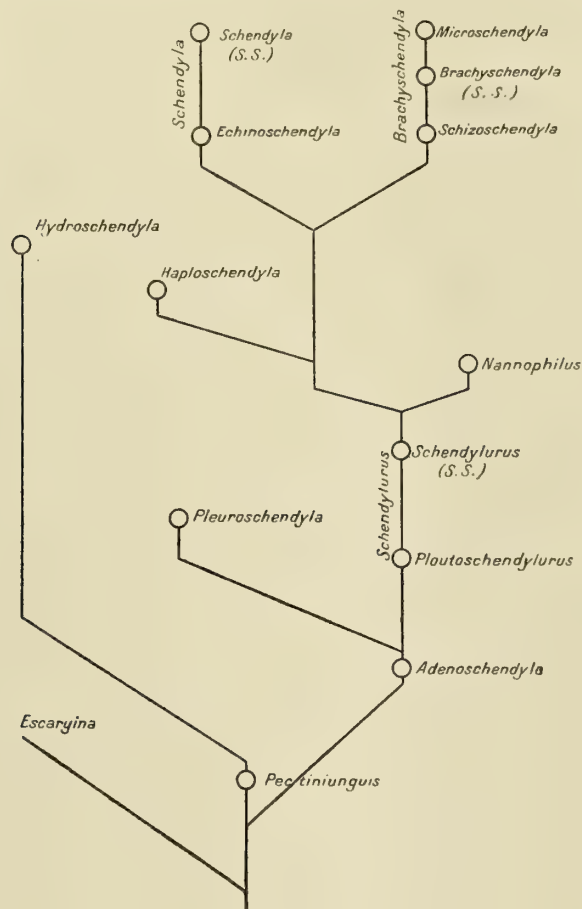 Schendyla
(S.S.)
Schendyla
Echinoschendyla
Brachyschendyla
Microschendyla
Brachyschendyla
(S.S.)
Schizoschendyla
Hydroschendyla
Haploschendyla
Nannophilus
Schendylurus
(S.S.)
Schendylurus
Pleuroschendyla
Ploutoschendylurus
Adenoschendyla
Escaryina
Pectiniunguis